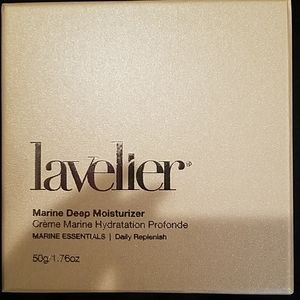 lavelier
Marine Deep Moisturizer
Crème Marine Hydratation Profonde
MARINE ESSENTIALS | Daily Replenish
50g/1.76oz